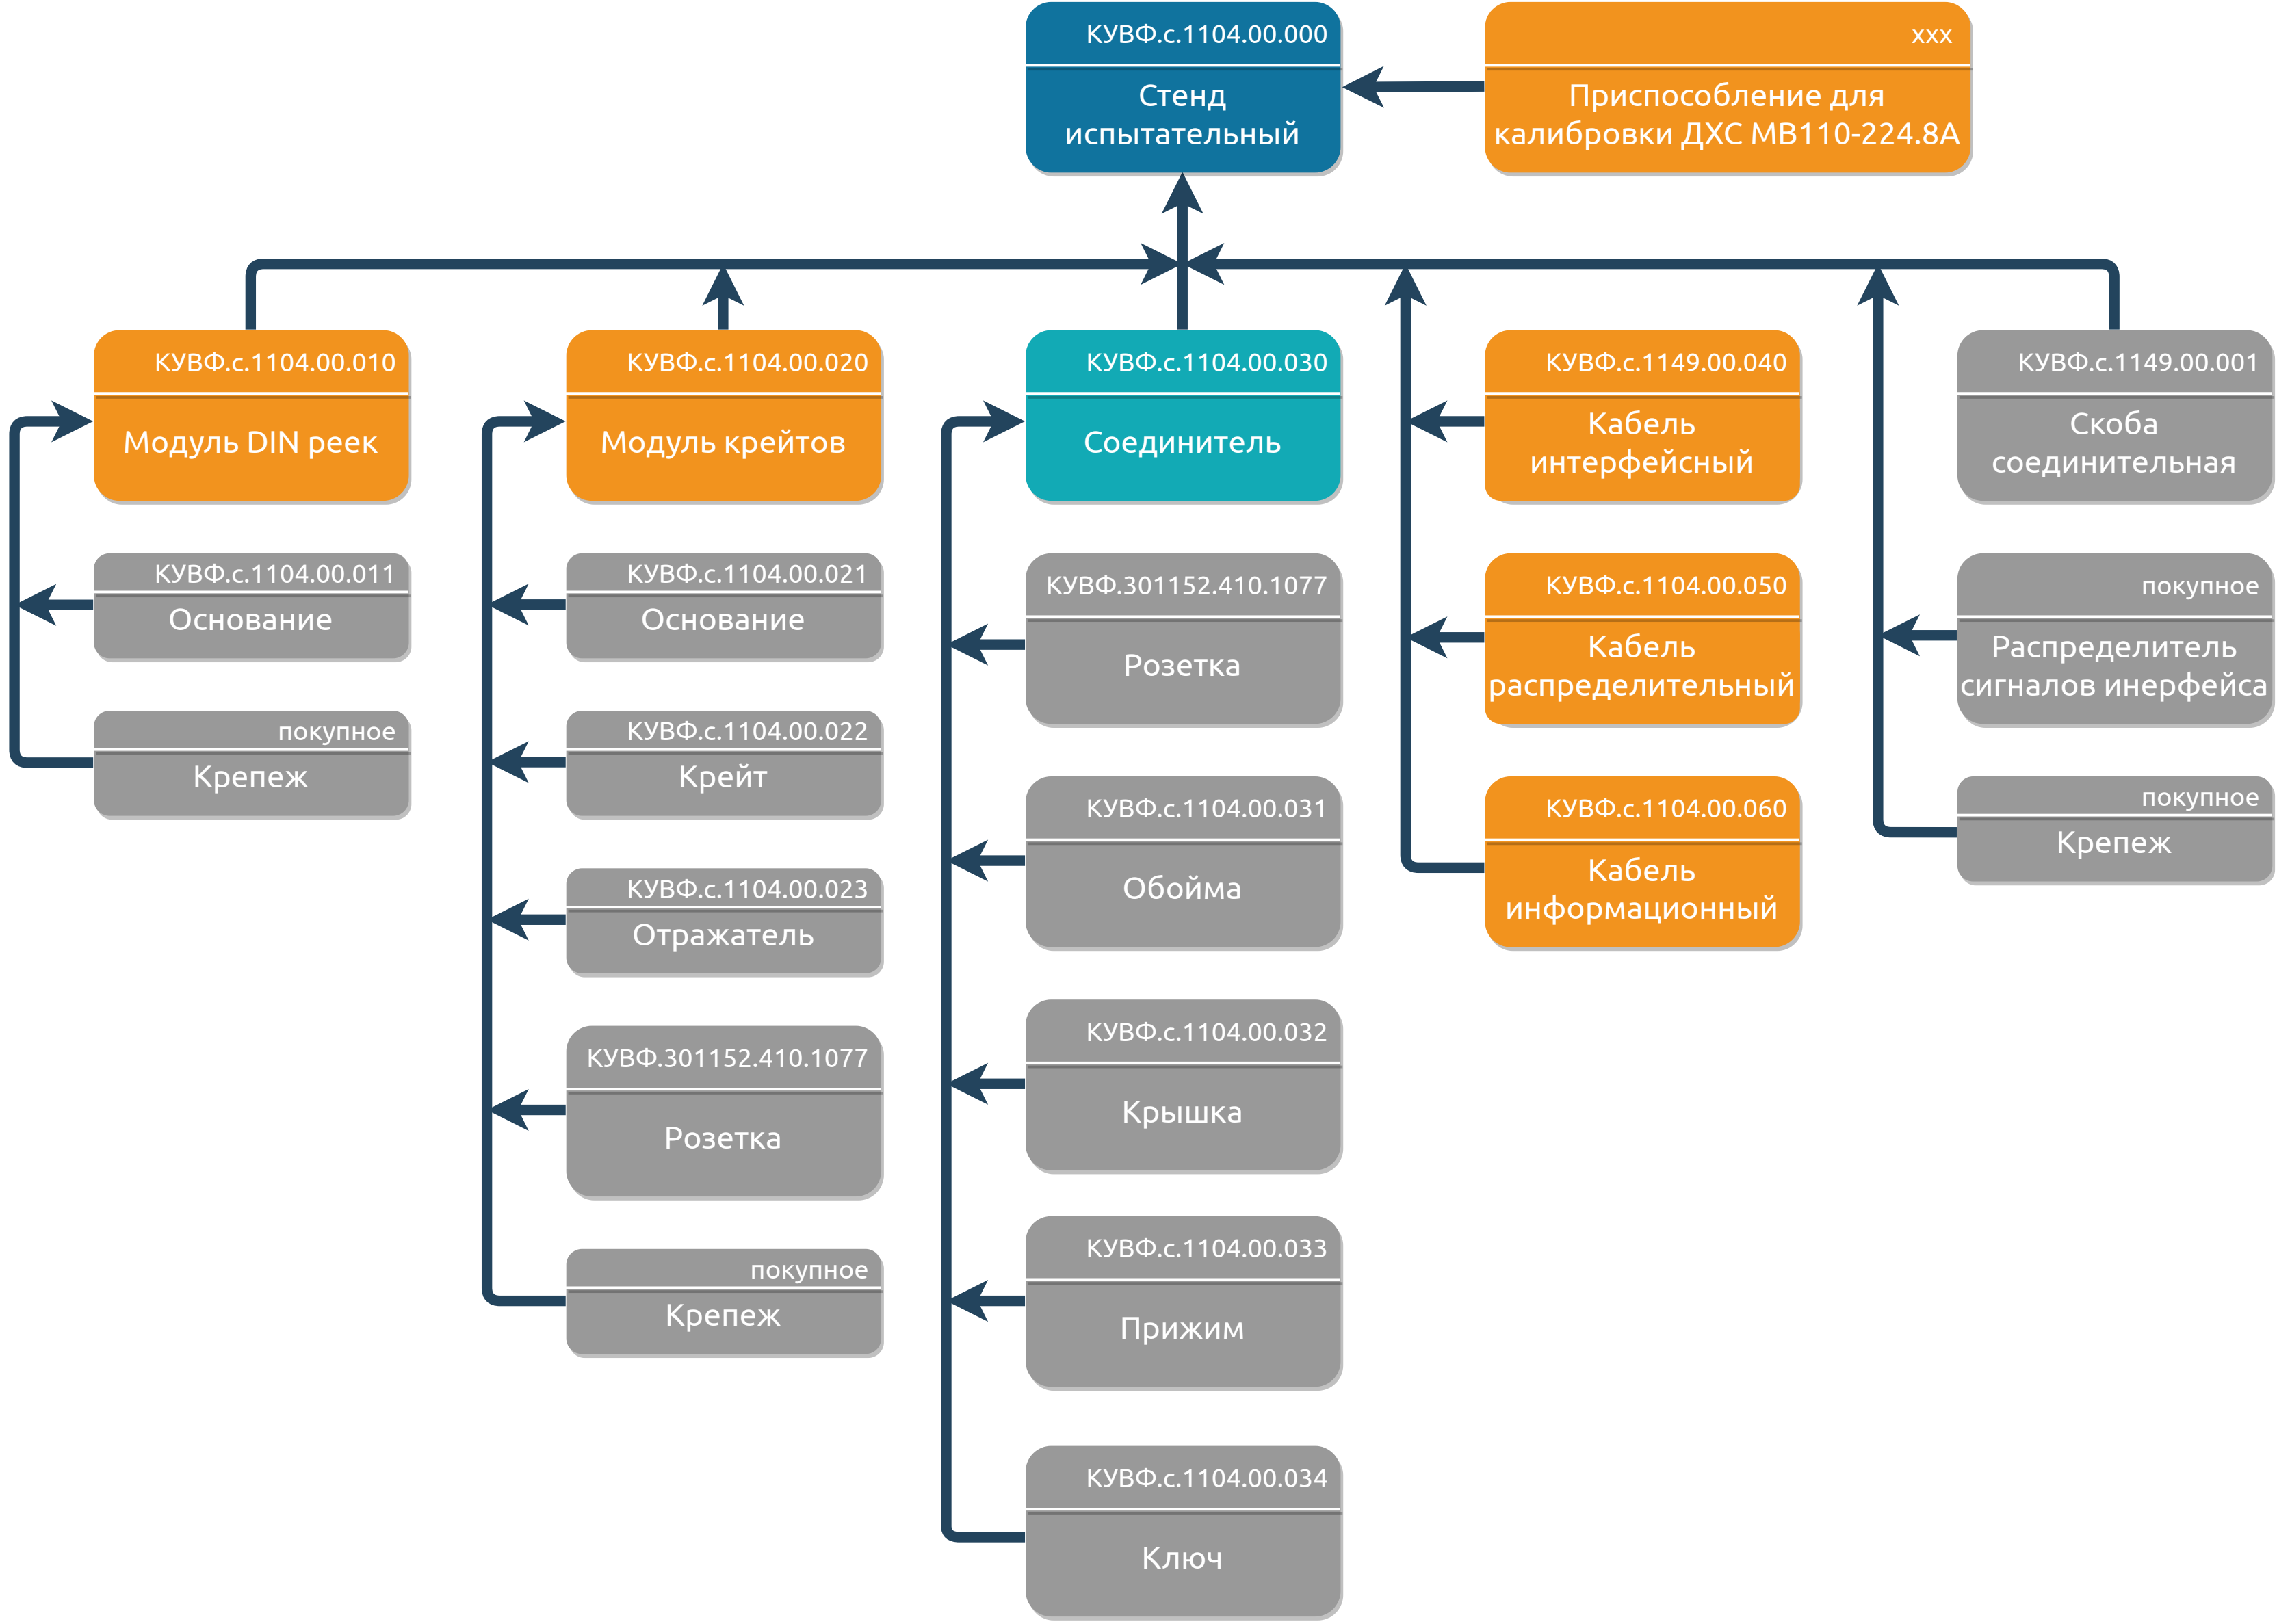 КУВФ.с.1104.00.000
Стенд
испытательный
xxx
Приспособление для
калибровки ДХС МВ110-224.8А
КУВФ.с.1104.00.010
Модуль DIN реек
КУВФ.с.1104.00.011
Основание
покупное
Крепеж
КУВФ.с.1104.00.020
Модуль крейтов
КУВФ.с.1104.00.021
Основание
КУВФ.с.1104.00.022
Крейт
КУВФ.с.1104.00.023
Отражатель
КУВФ.301152.410.1077
Розетка
покупное
Крепеж
КУВФ.с.1104.00.030
Соединитель
КУВФ.301152.410.1077
Розетка
КУВФ.с.1104.00.031
Обойма
КУВФ.с.1104.00.032
Крышка
КУВФ.с.1104.00.033
Прижим
КУВФ.с.1104.00.034
Ключ
КУВФ.с.1149.00.040
Кабель
интерфейсный
КУВФ.с.1104.00.050
Кабель
распределительный
КУВФ.с.1104.00.060
Кабель
информационный
КУВФ.с.1149.00.001
Скоба
соединительная
покупное
Распределитель
сигналов инерфейса
покупное
Крепеж